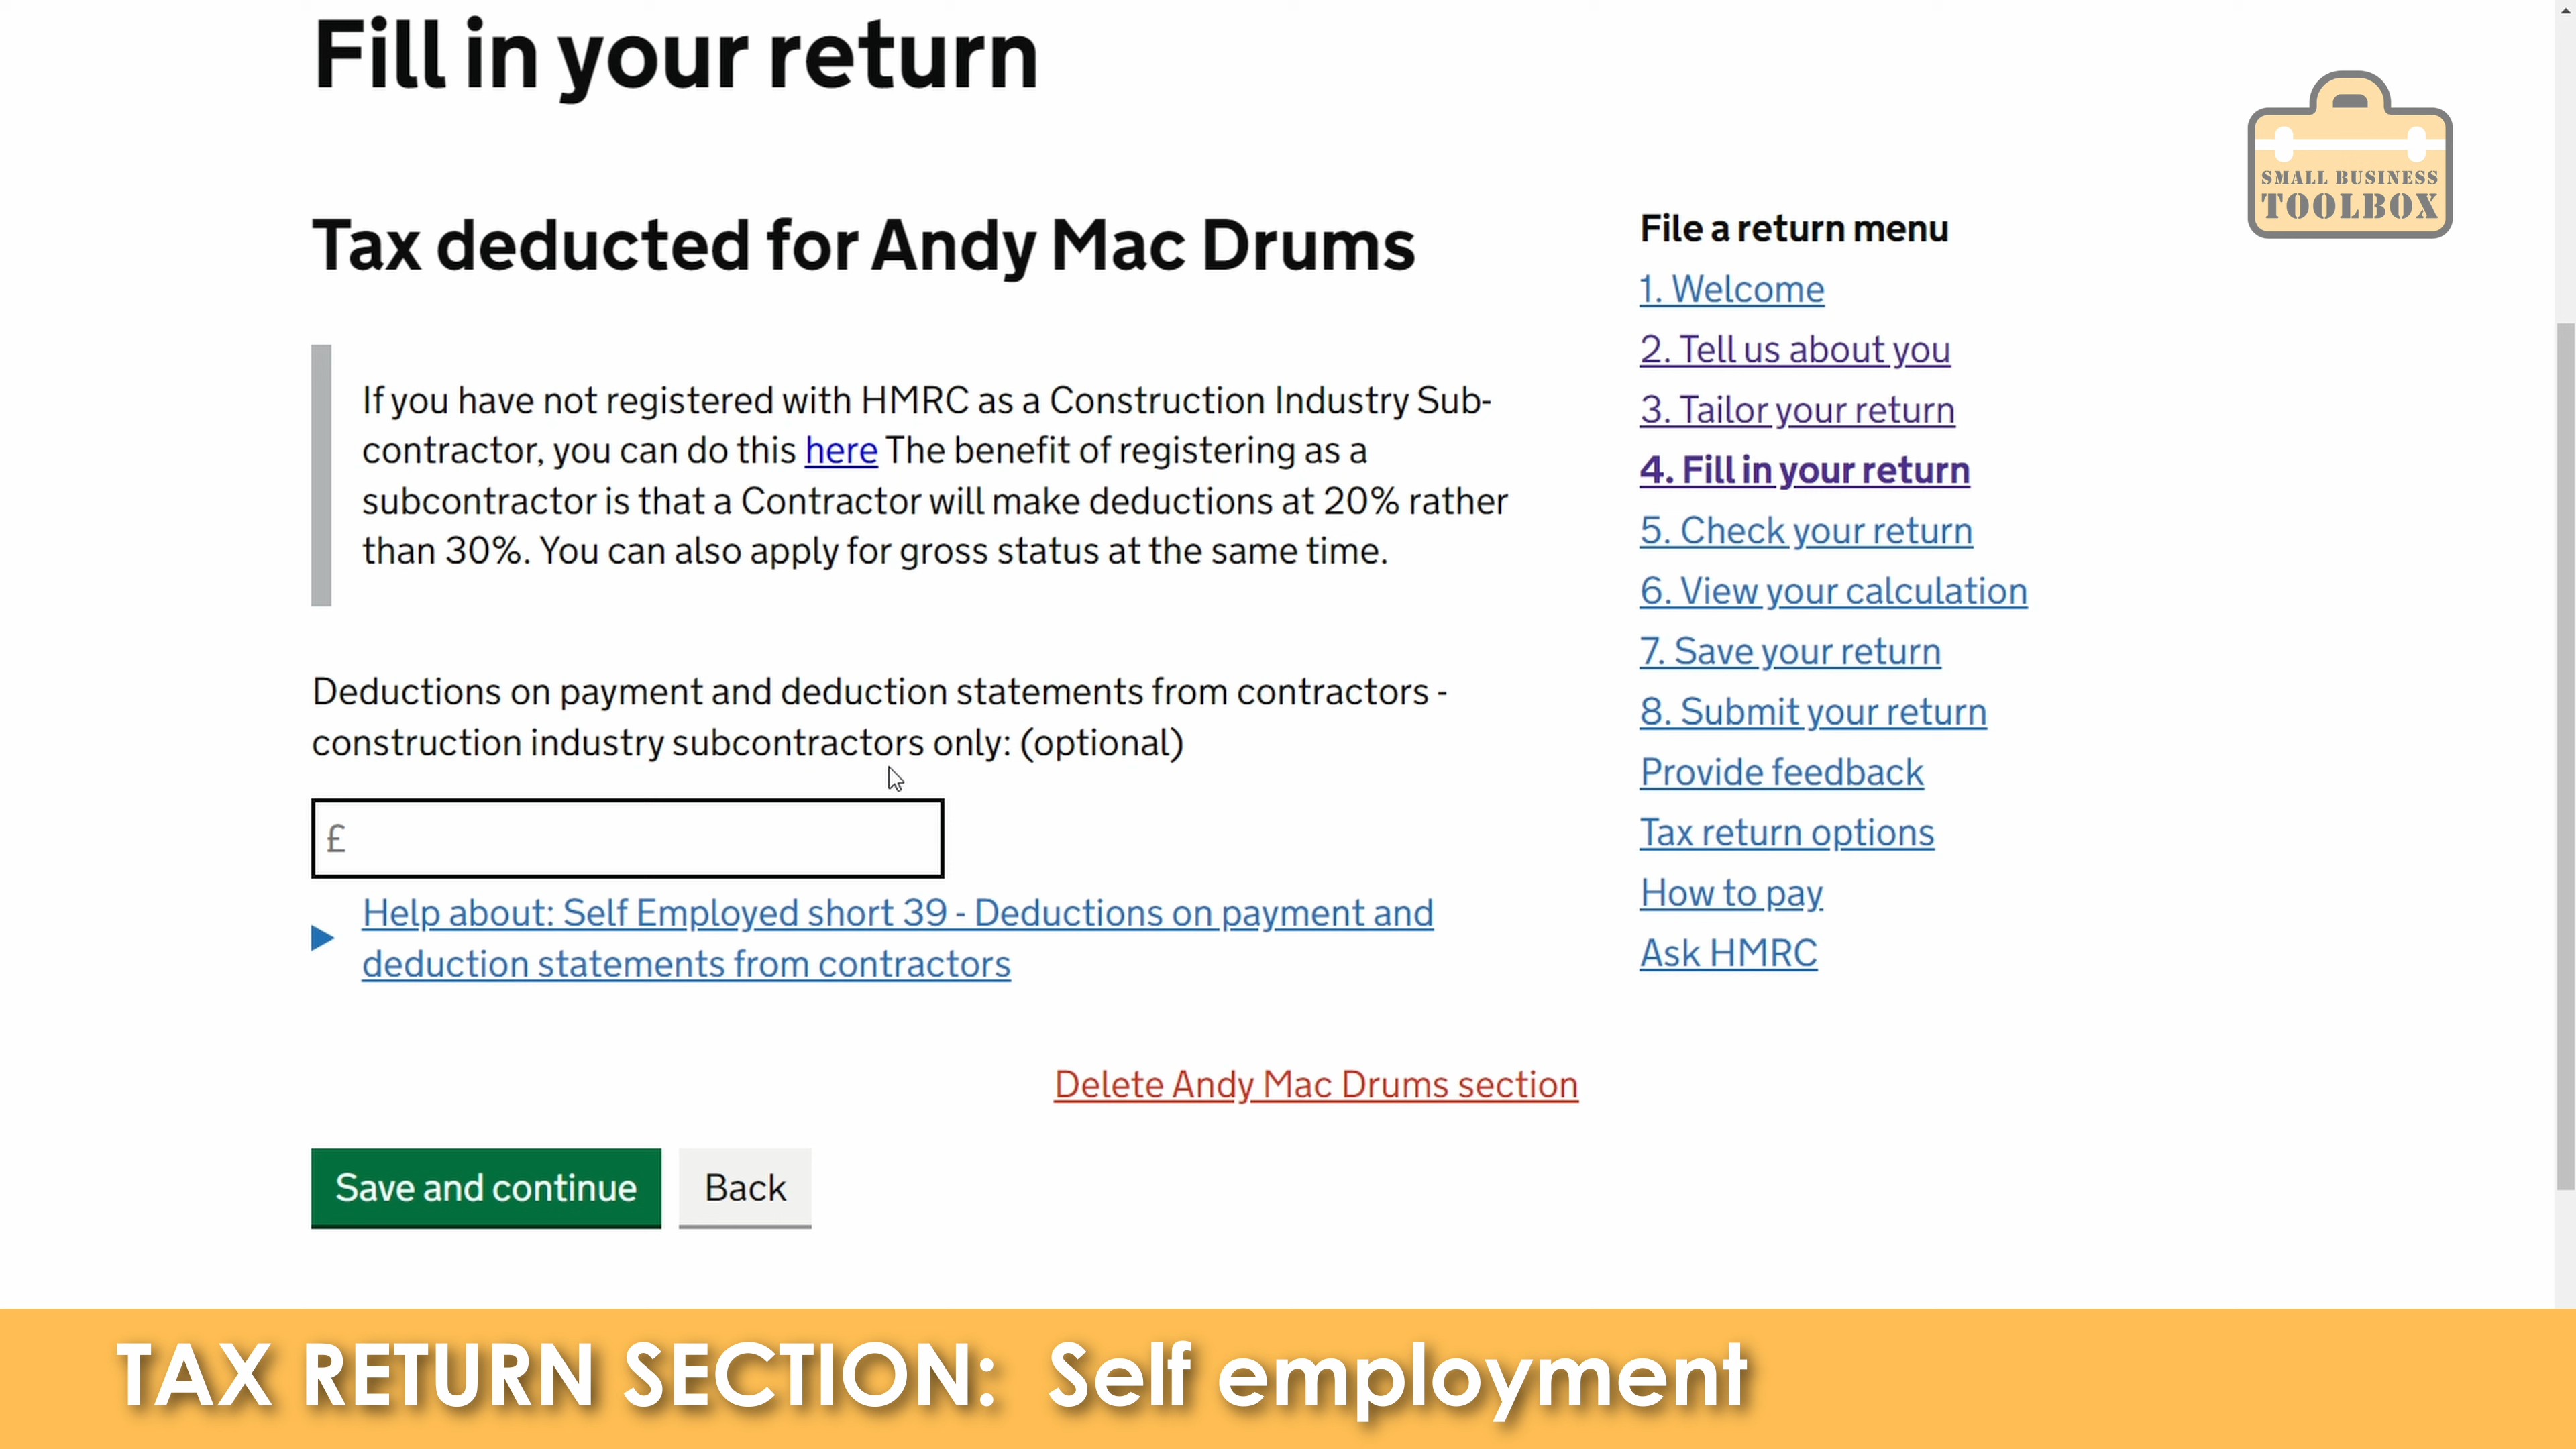 Fill in your return
Tax deducted for Andy Mac Drums
If you have not registered with HMRC as a Construction Industry Sub-
contractor, you can do this here The benefit of registering as a
subcontractor is that a Contractor will make deductions at 20% rather
than 30%. You can also apply for gross status at the same time.
Deductions on payment and deduction statements from contractors -
construction industry subcontractors only: (optional)
£
Help about: Self Employed short 39 - Deductions on payment and
deduction statements from contractors
Delete Andy Mac Drums section
Save and continue
Back
File a return menu
1. Welcome
2. Tell us about you
3. Tailor your return
4. Fill in your return
5. Check your return
6. View your calculation
7. Save your return
8. Submit your return
Provide feedback
Tax return options
How to pay
Ask HMRC
SMALL BUSINESS
TOOLBOX
TAX RETURN SECTION: Self employment